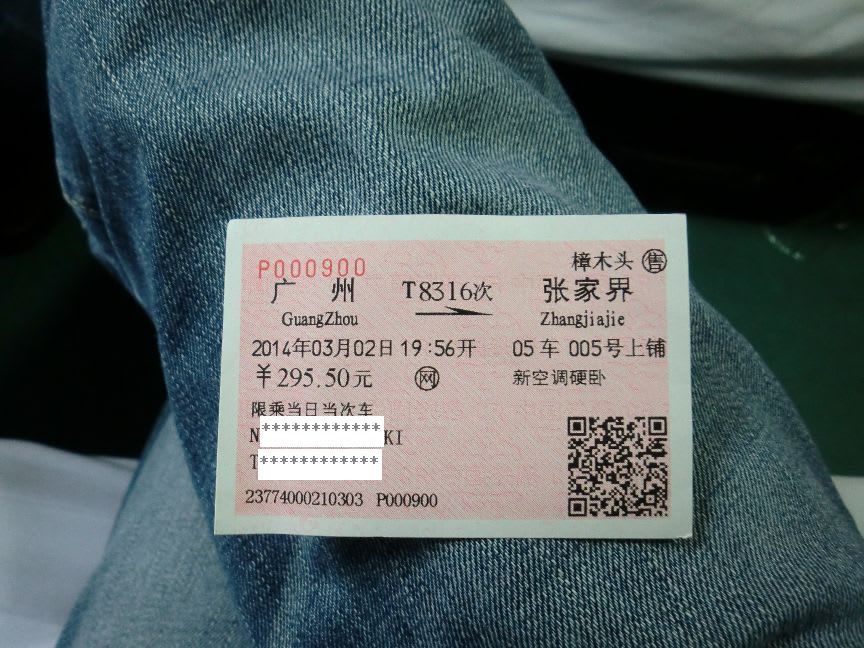 P000900 樟木头 售
广州 T8316次 张家界
GuangZhou Zhangjiajie
2014年03月02日 19:56开 05车 005号上铺
¥295.50元 网 新空调硬卧
限乘当日当次车
N************KI
T************
23774000210303 P000900